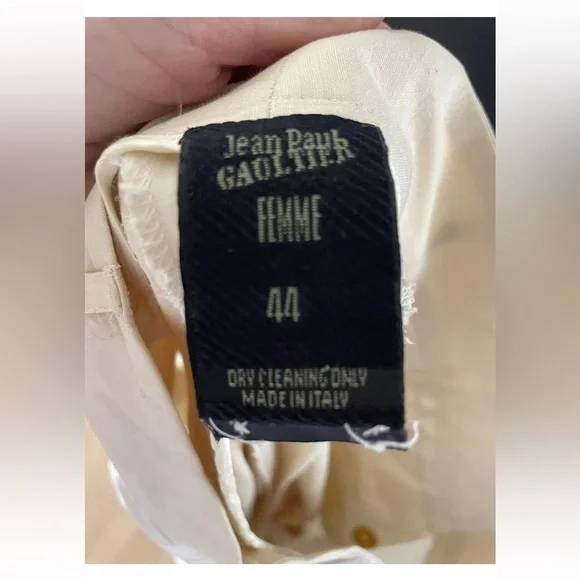 Jean Paul
GAULTIER
FEMME
44
DRY CLEANING ONLY
MADE IN ITALY